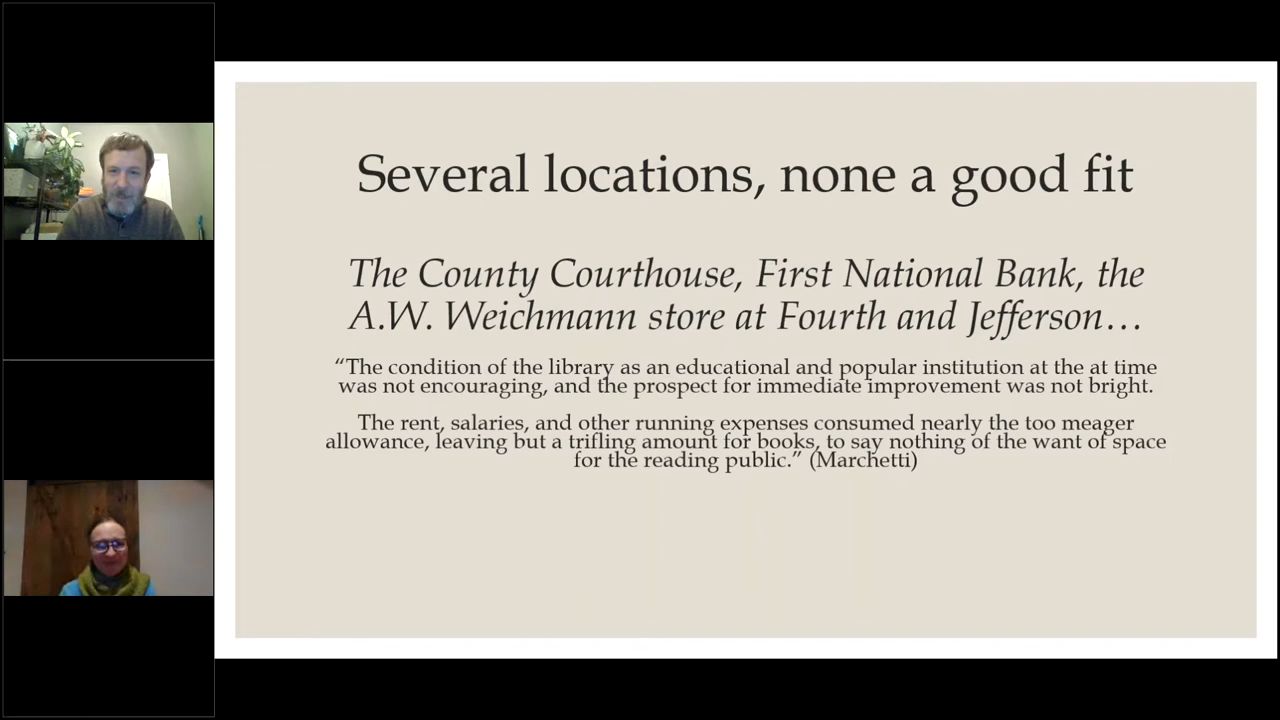 Several locations, none a good fit
The County Courthouse, First National Bank, the
A.W. Weichmann store at Fourth and Jefferson…
“The condition of the library as an educational and popular institution at the at time
was not encouraging, and the prospect for immediate improvement was not bright.
The rent, salaries, and other running expenses consumed nearly the too meager
allowance, leaving but a trifling amount for books, to say nothing of the want of space
for the reading public.” (Marchetti)